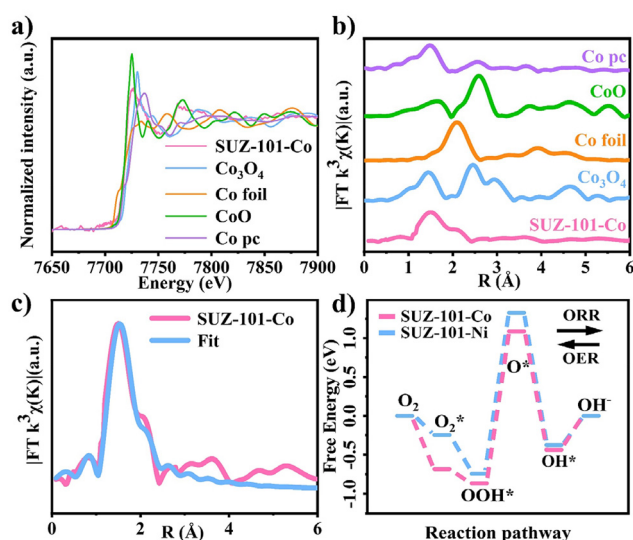 a)
Normalized intensity (a.u.)
SUZ-101-Co
Co₃O₄
Co foil
CoO
Co pc
7650 7700 7750 7800 7850 7900
Energy (eV)
b)
|FT k³χ(K)|(a.u.)
Co pc
CoO
Co foil
Co₃O₄
SUZ-101-Co
0 1 2 3 4 5 6
R (Å)
c)
|FT k³χ(K)|(a.u.)
SUZ-101-Co
Fit
0 2 4 6
R (Å)
d)
Free Energy (eV)
1.0
0.5
0.0
-0.5
-1.0
SUZ-101-Co
SUZ-101-Ni
ORR
OER
O₂
O₂*
OOH*
O*
OH*
OH⁻
Reaction pathway